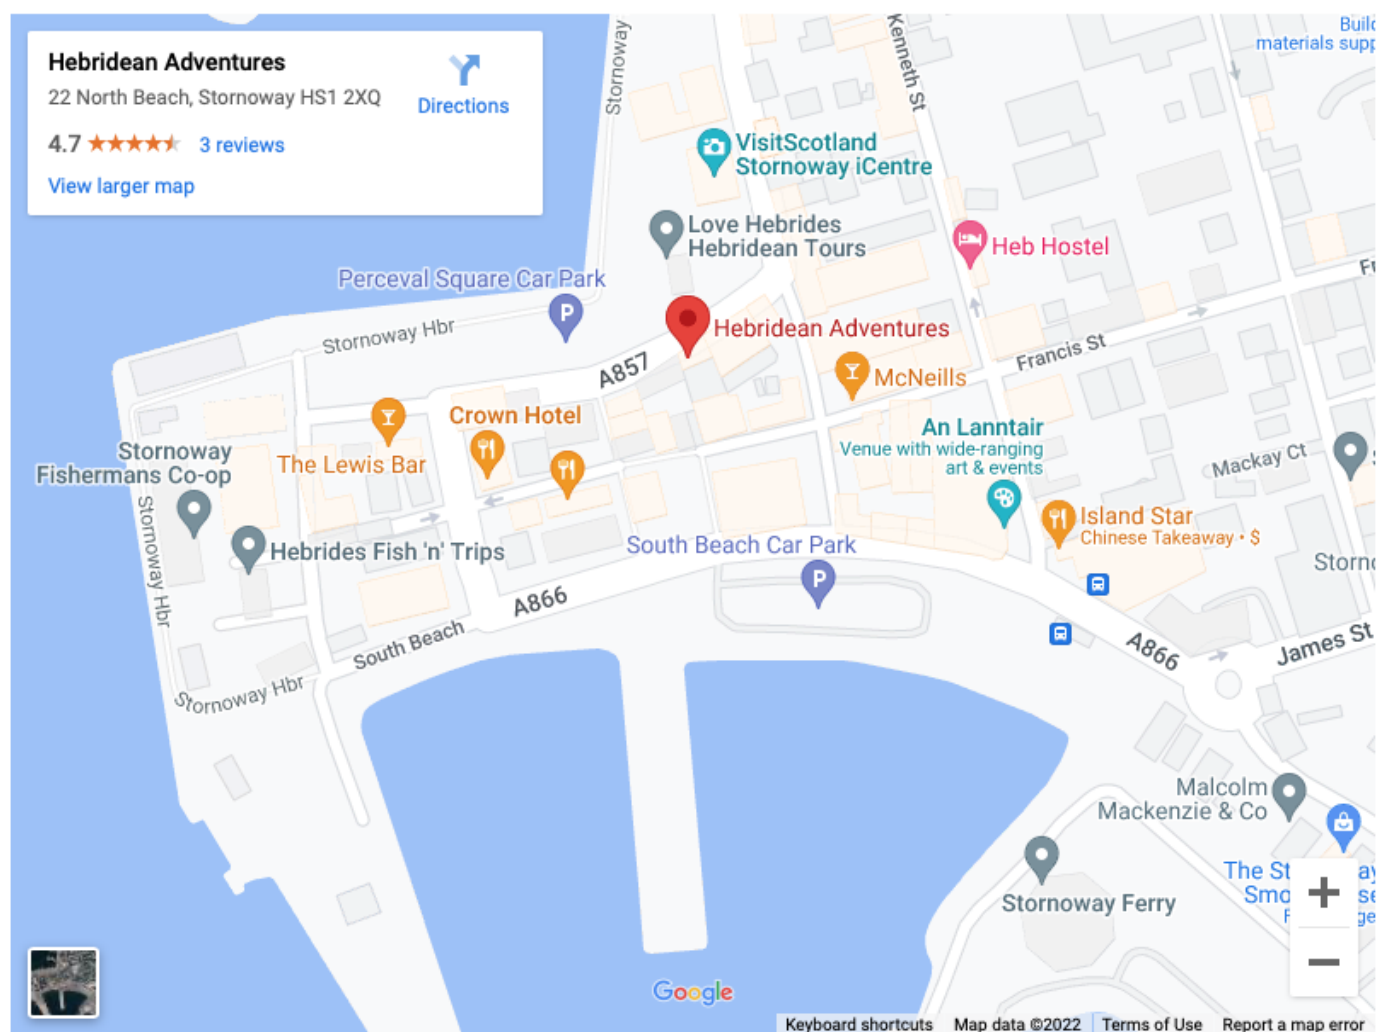 Hebridean Adventures
22 North Beach, Stornoway HS1 2XQ
4.7
3 reviews
View larger map
Directions
Stornoway
Kenneth St
materials supp
VisitScotland
Stornoway iCentre
Love Hebrides
Hebridean Tours
Heb Hostel
Perceval Square Car Park
P
Stornoway Hbr
Hebridean Adventures
A857
Francis St
McNeills
Crown Hotel
The Lewis Bar
An Lanntair
Venue with wide-ranging
art & events
Mackay Ct
Stornoway
Fishermans Co-op
Stornoway Hbr
Hebrides Fish 'n' Trips
Island Star
Chinese Takeaway • $
South Beach Car Park
P
A866
South Beach
A866
James St
Stornoway Hbr
Malcolm
Mackenzie & Co
Stornoway Ferry
The
+
−
Google
Keyboard shortcuts
Map data ©2022
Terms of Use
Report a map error